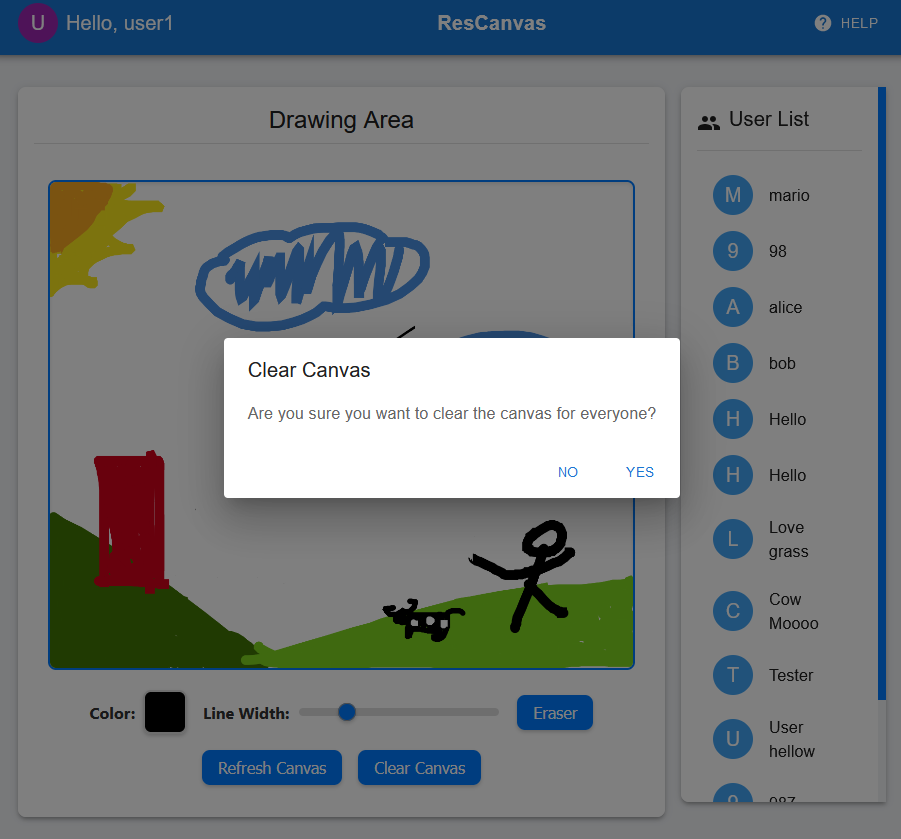 U Hello, user1
ResCanvas
? HELP
Drawing Area
User List
M mario
9 98
A alice
B bob
H Hello
H Hello
L Love
grass
C Cow
Moooo
T Tester
U User
hellow
Clear Canvas
Are you sure you want to clear the canvas for everyone?
NO YES
Color:
Line Width:
Eraser
Refresh Canvas
Clear Canvas